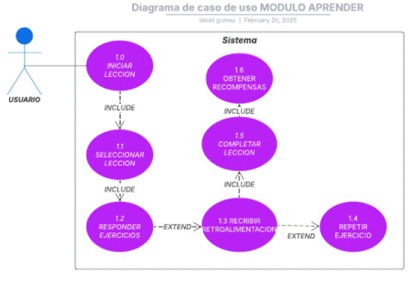 Diagrama de caso de uso MODULO APRENDER
david gomez | February 20, 2025
Sistema
1.0
INICIAR
LECCION
USUARIO
INCLUDE
1.1
SELECCIONAR
LECCION
INCLUDE
1.2
RESPONDER
EJERCICIOS
EXTEND
1.3 RECRIBIR
RETROALIMENTACION
INCLUDE
1.5
COMPLETAR
LECCION
INCLUDE
1.6
OBTENER
RECOMPENSAS
EXTEND
1.4
REPETIR
EJERCICIO